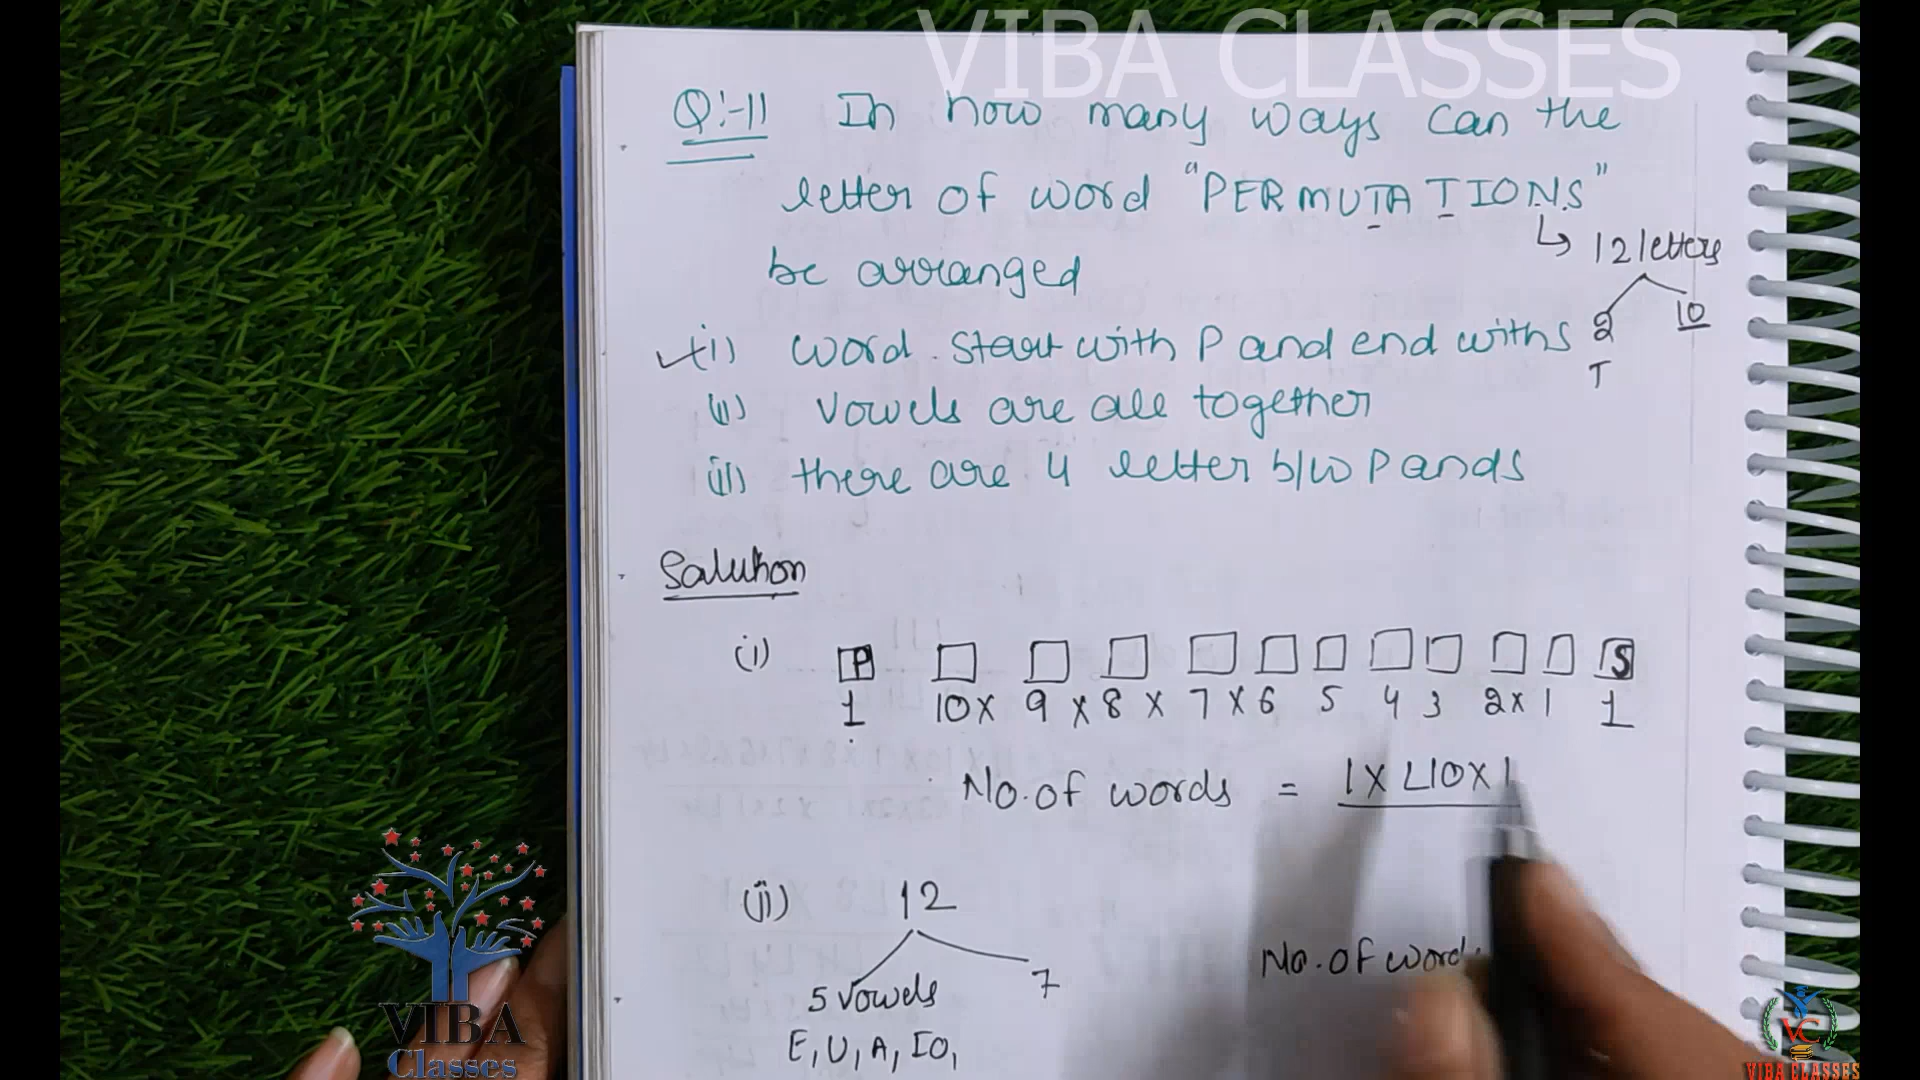 VIBA CLASSES
Q:-11 In how many ways can the
letter of word "PERMUTATIONS"
↳ 12 letters
be arranged
2 10
T
(i) word start with P and end with S
(ii) vowels are all together
(iii) there are 4 letter b/w P and S
Solution
(i) P S
1 10 x 9 x 8 x 7 x 6 5 4 3 2 x 1 1
No. of words = 1 x ⌊10 x 1
(ii) 12
5 vowels 7
No. of word
E, U, A, I O,
VIBA
Classes
VC
VIBA CLASSES